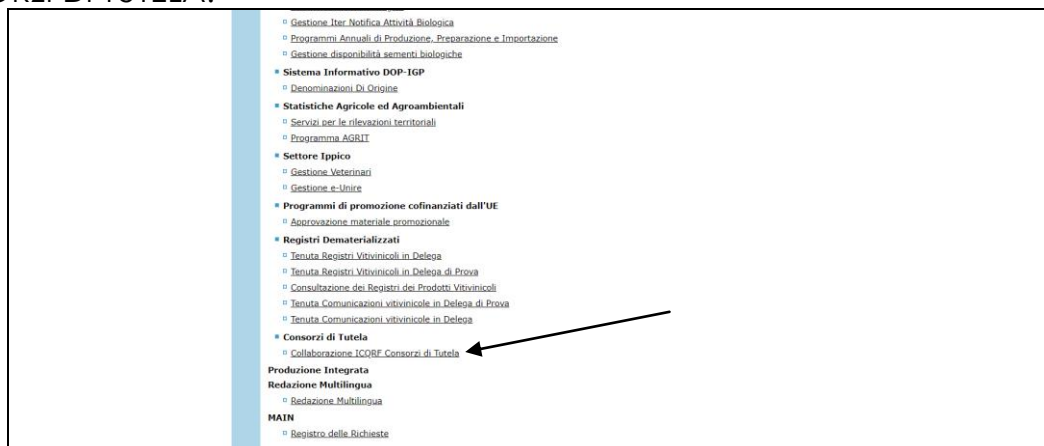 Gestione Iter Notifica Attività Biologica
Programmi Annuali di Produzione, Preparazione e Importazione
Gestione disponibilità sementi biologiche
Sistema Informativo DOP-IGP
Denominazioni Di Origine
Statistiche Agricole ed Agroambientali
Servizi per le rilevazioni territoriali
Programma AGRIT
Settore Ippico
Gestione Veterinari
Gestione e-Unire
Programmi di promozione cofinanziati dall'UE
Approvazione materiale promozionale
Registri Dematerializzati
Tenuta Registri Vitivinicoli in Delega
Tenuta Registri Vitivinicoli in Delega di Prova
Consultazione dei Registri dei Prodotti Vitivinicoli
Tenuta Comunicazioni vitivinicole in Delega di Prova
Tenuta Comunicazioni vitivinicole in Delega
Consorzi di Tutela
Collaborazione ICQRF Consorzi di Tutela
Produzione Integrata
Redazione Multilingua
Redazione Multilingua
MAIN
Registro delle Richieste